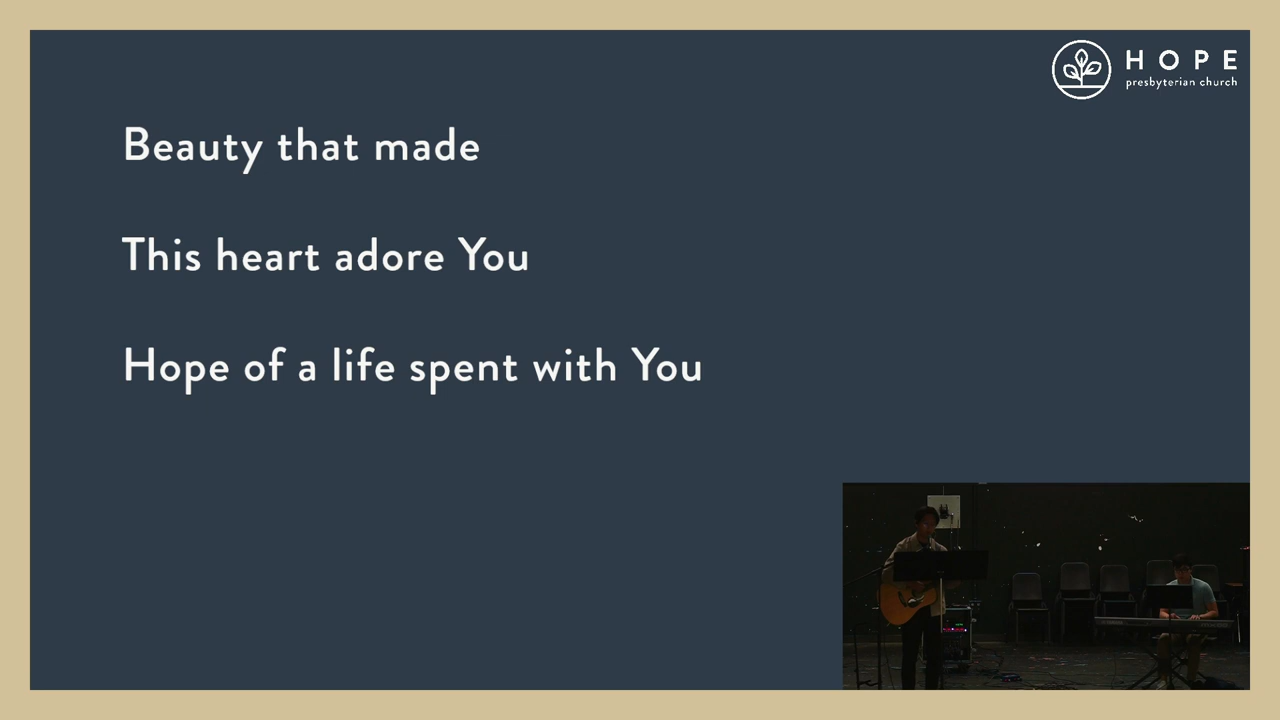 HOPE
presbyterian church
Beauty that made
This heart adore You
Hope of a life spent with You